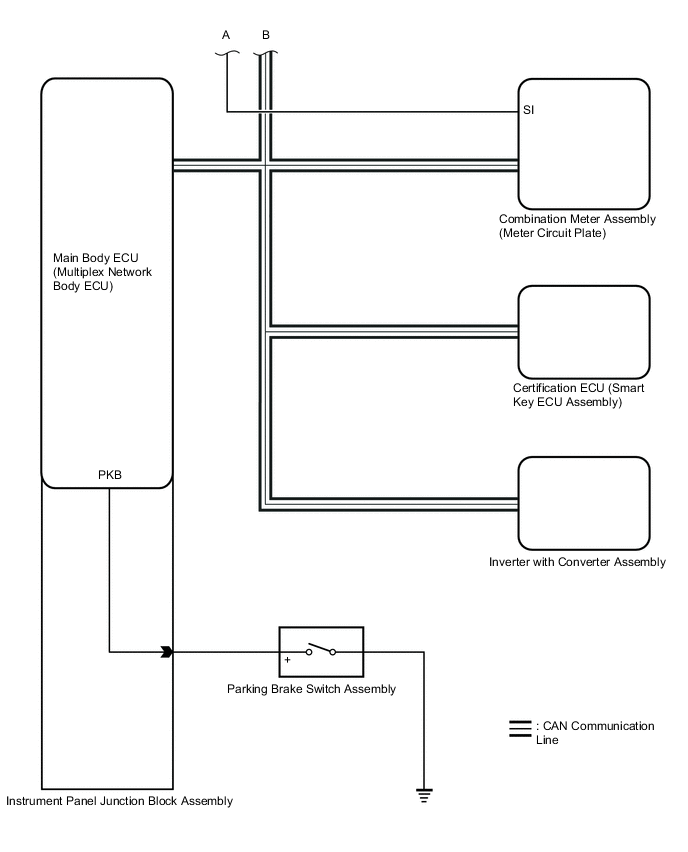 A B
SI
Combination Meter Assembly
(Meter Circuit Plate)
Main Body ECU
(Multiplex Network
Body ECU)
Certification ECU (Smart
Key ECU Assembly)
PKB
Inverter with Converter Assembly
+
Parking Brake Switch Assembly
: CAN Communication
Line
Instrument Panel Junction Block Assembly